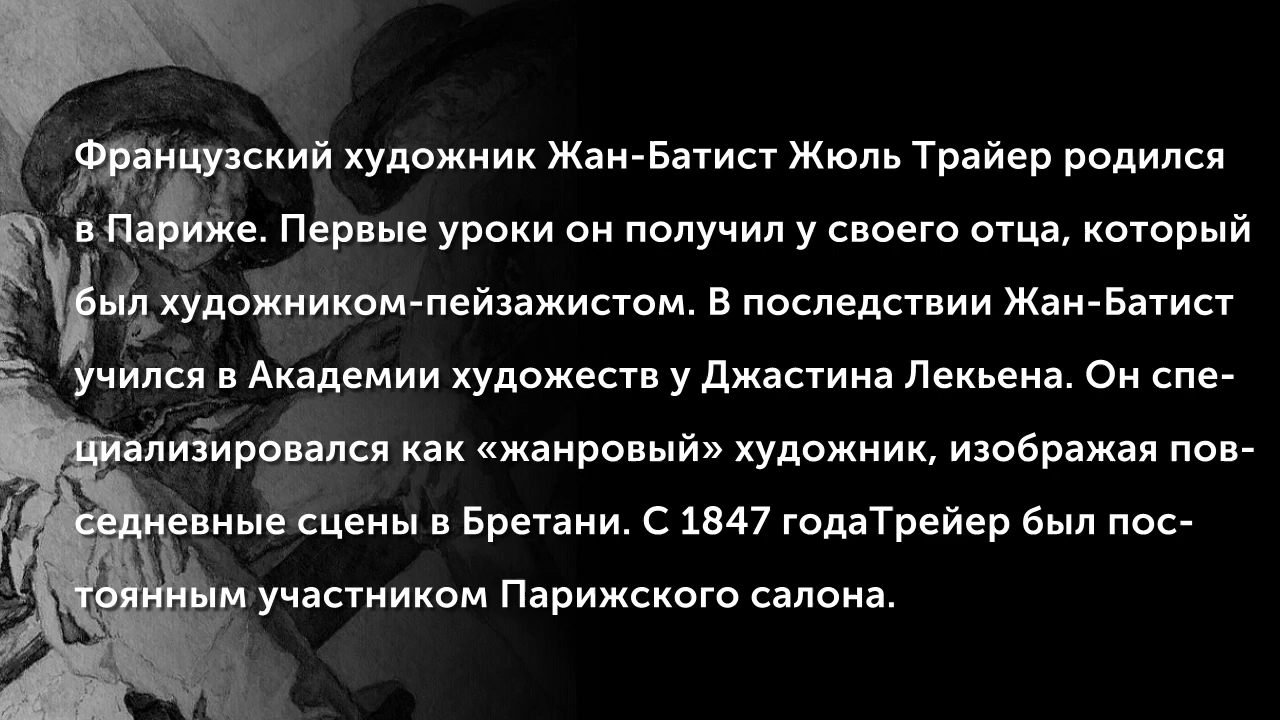 Французский художник Жан-Батист Жюль Трайер родился
в Париже. Первые уроки он получил у своего отца, который
был художником-пейзажистом. В последствии Жан-Батист
учился в Академии художеств у Джастина Лекьена. Он спе-
циализировался как «жанровый» художник, изображая пов-
седневные сцены в Бретани. С 1847 годаТрейер был пос-
тоянным участником Парижского салона.